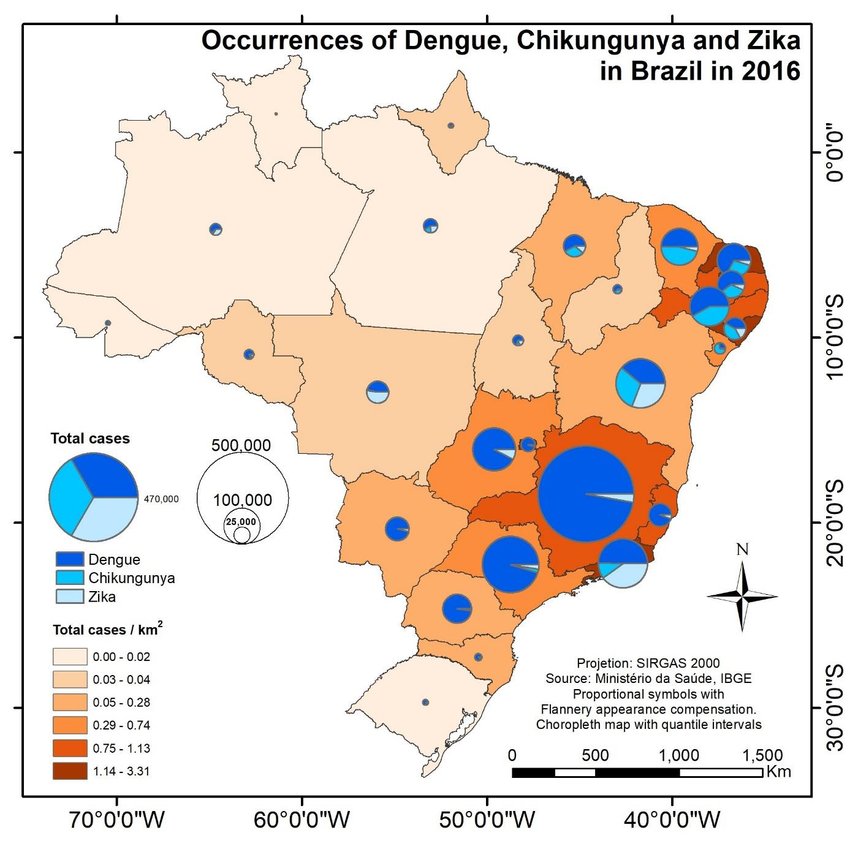 Occurrences of Dengue, Chikungunya and Zika
in Brazil in 2016
0°0'0"
10°0'0"S
20°0'0"S
30°0'0"S
Total cases
470,000
500,000
100,000
25,000
Dengue
Chikungunya
Zika
Total cases / km2
0.00 - 0.02
0.03 - 0.04
0.05 - 0.28
0.29 - 0.74
0.75 - 1.13
1.14 - 3.31
N
Projetion: SIRGAS 2000
Source: Ministério da Saúde, IBGE
Proportional symbols with
Flannery appearance compensation.
Choropleth map with quantile intervals
0 500 1,000 1,500
Km
70°0'0"W 60°0'0"W 50°0'0"W 40°0'0"W